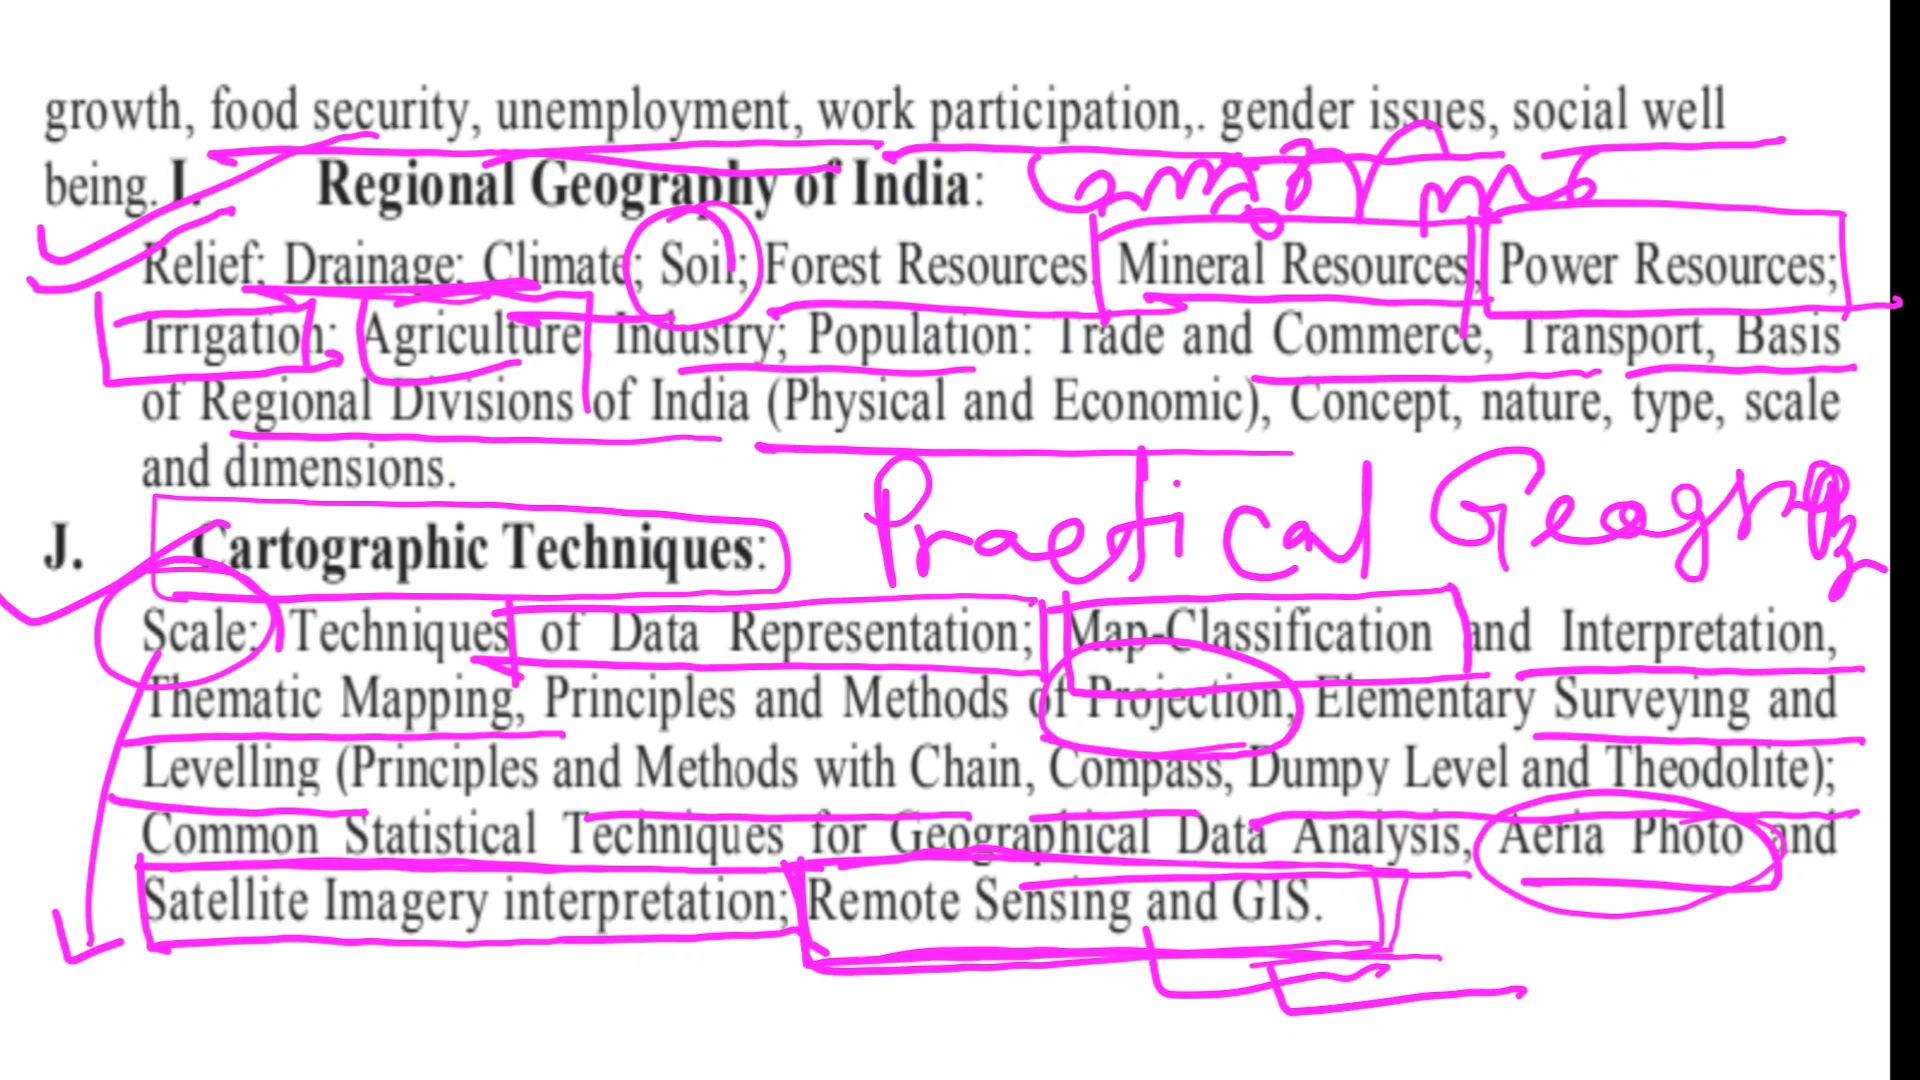 growth, food security, unemployment, work participation,. gender issues, social well
being. I. Regional Geography of India:
Relief; Drainage; Climate; Soil; Forest Resources, Mineral Resources, Power Resources;
Irrigation; Agriculture Industry; Population: Trade and Commerce, Transport, Basis
of Regional Divisions of India (Physical and Economic), Concept, nature, type, scale
and dimensions.
Practical Geography
J. Cartographic Techniques:
Scale; Techniques of Data Representation; Map-Classification and Interpretation,
Thematic Mapping, Principles and Methods of Projection, Elementary Surveying and
Levelling (Principles and Methods with Chain, Compass, Dumpy Level and Theodolite);
Common Statistical Techniques for Geographical Data Analysis, Aeria Photo and
Satellite Imagery interpretation; Remote Sensing and GIS.